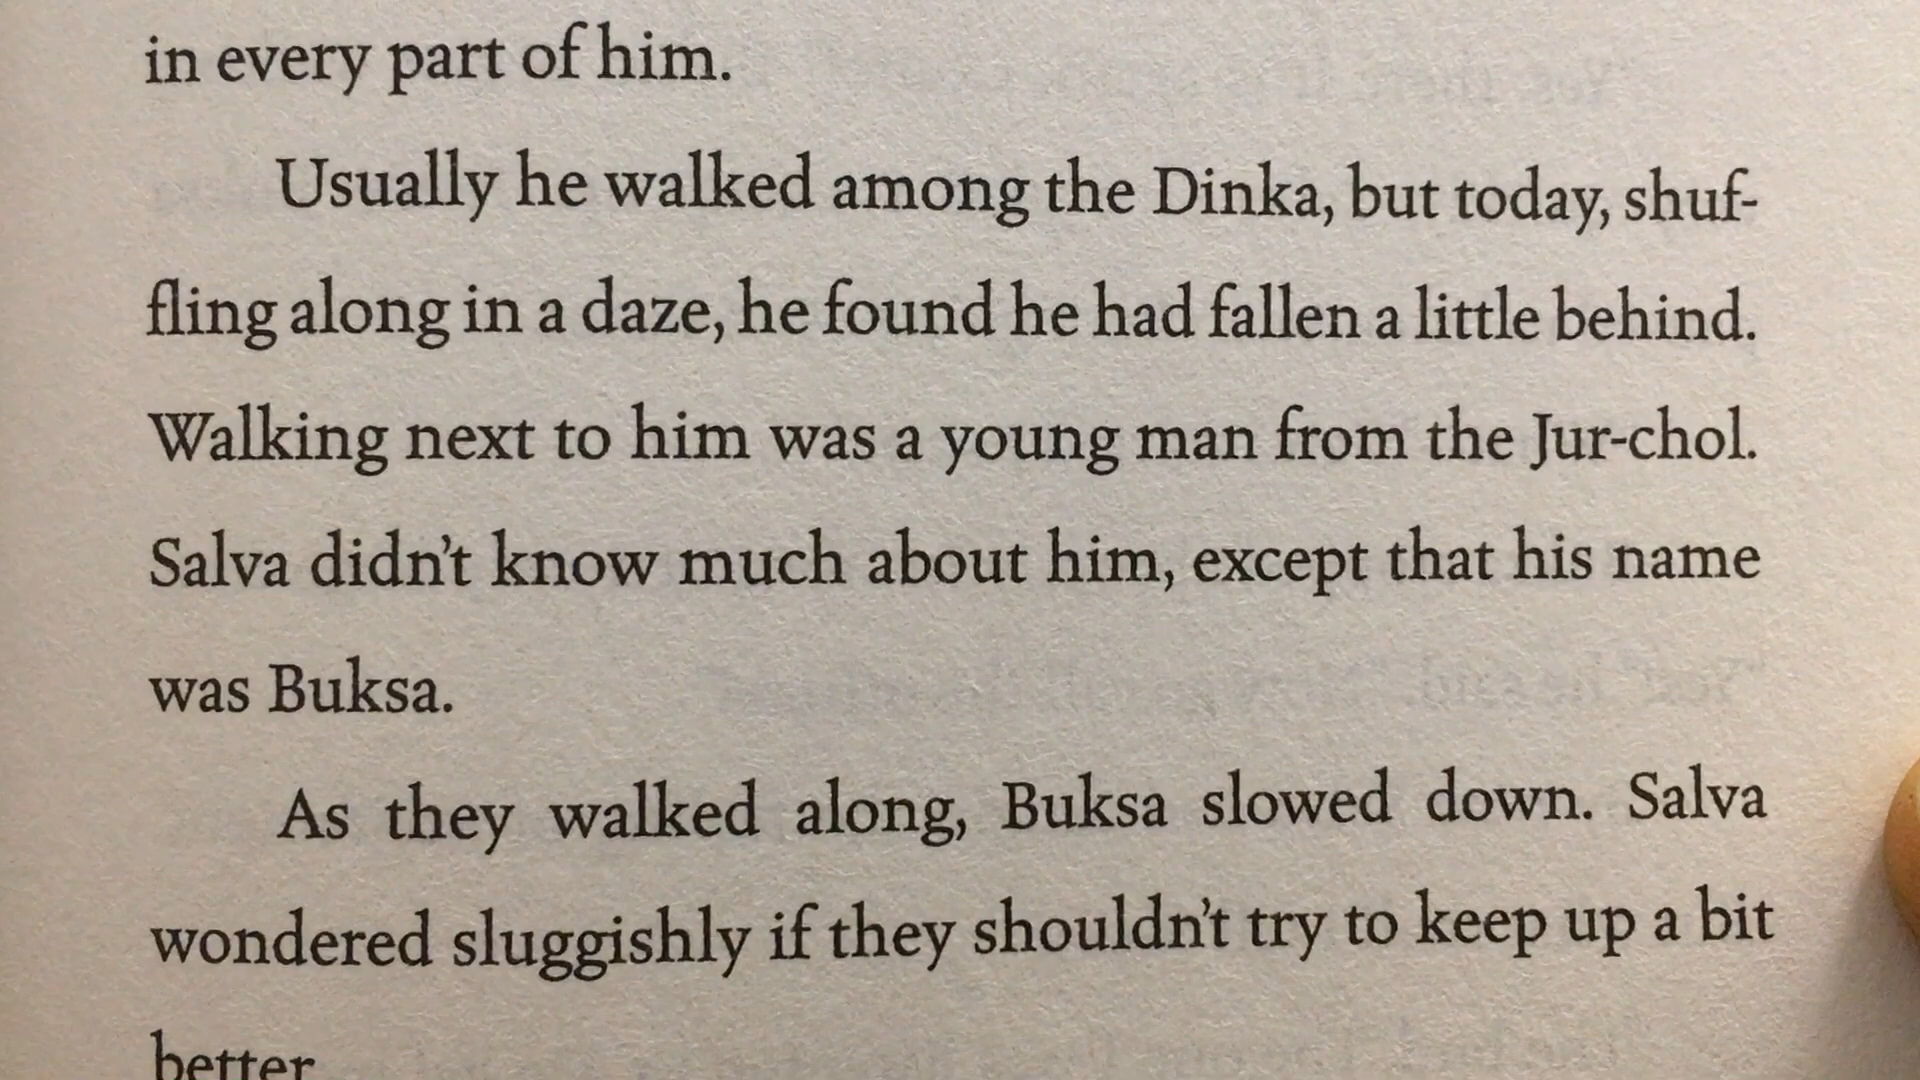 in every part of him.
Usually he walked among the Dinka, but today, shuf-
fling along in a daze, he found he had fallen a little behind.
Walking next to him was a young man from the Jur-chol.
Salva didn't know much about him, except that his name
was Buksa.
As they walked along, Buksa slowed down. Salva
wondered sluggishly if they shouldn't try to keep up a bit
better